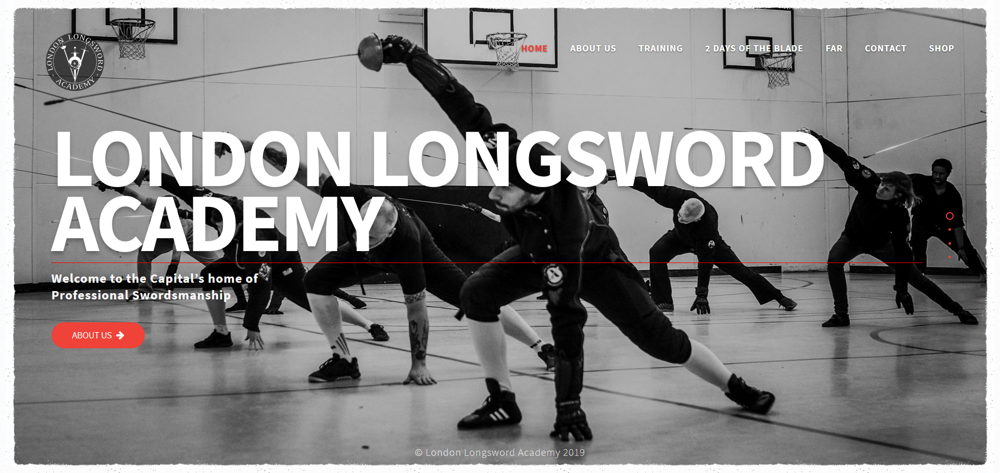 LONDON LONGSWORD
- ACADEMY -
HOME ABOUT US TRAINING 2 DAYS OF THE BLADE FAR CONTACT SHOP
LONDON LONGSWORD
ACADEMY
Welcome to the Capital’s home of
Professional Swordsmanship
ABOUT US
© London Longsword Academy 2019